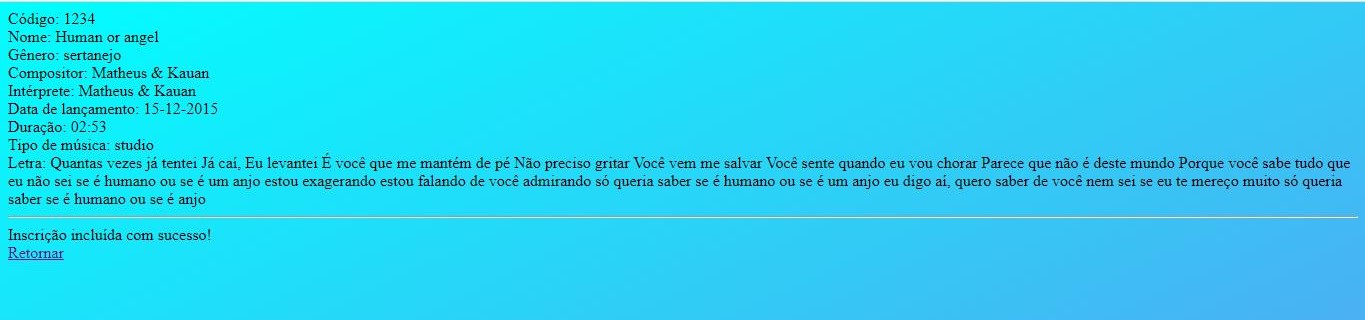 Código: 1234
Nome: Human or angel
Gênero: sertanejo
Compositor: Matheus & Kauan
Intérprete: Matheus & Kauan
Data de lançamento: 15-12-2015
Duração: 02:53
Tipo de música: studio
Letra: Quantas vezes já tentei Já caí, Eu levantei É você que me mantém de pé Não preciso gritar Você vem me salvar Você sente quando eu vou chorar Parece que não é deste mundo Porque você sabe tudo que
eu não sei se é humano ou se é um anjo estou exagerando estou falando de você admirando só queria saber se é humano ou se é um anjo eu digo aí, quero saber de você nem sei se eu te mereço muito só queria
saber se é humano ou se é anjo
Inscrição incluída com sucesso!
Retornar